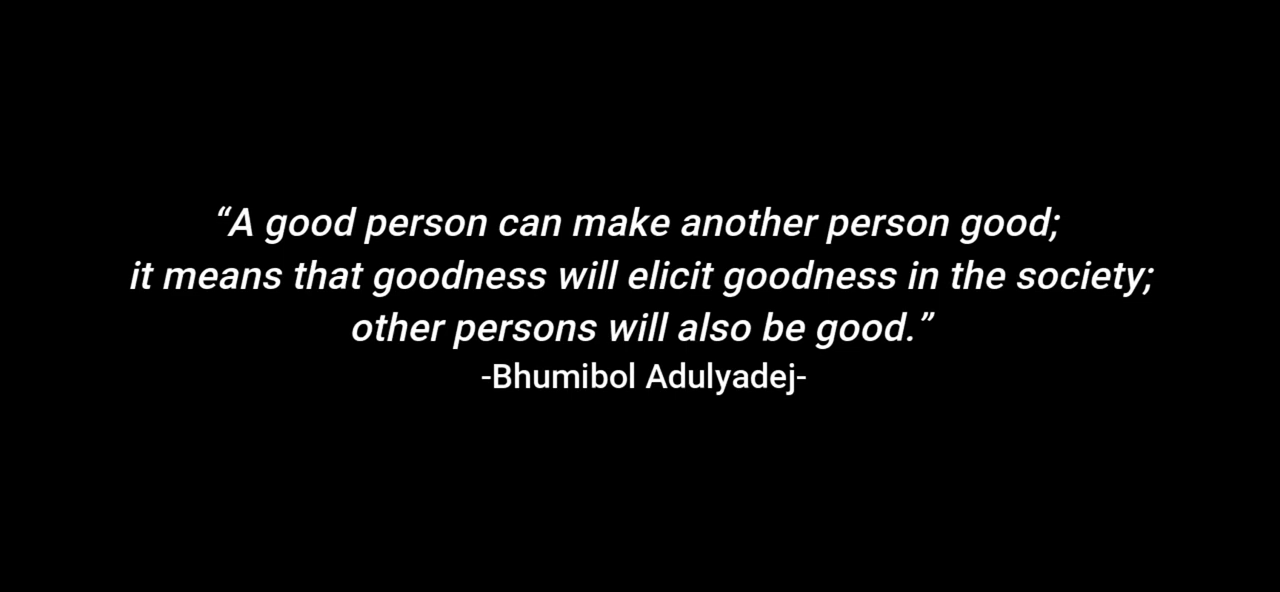 “A good person can make another person good;
it means that goodness will elicit goodness in the society;
other persons will also be good.”
-Bhumibol Adulyadej-